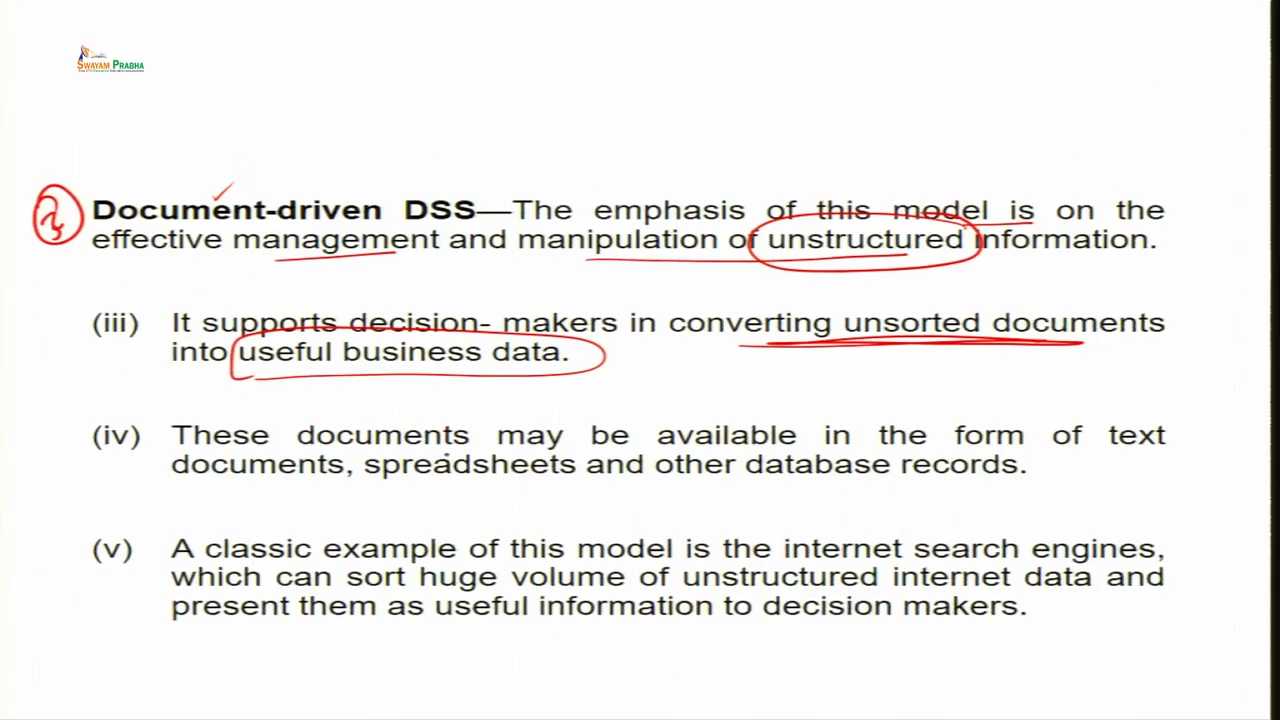 SWAYAM PRABHA
Document-driven DSS—The emphasis of this model is on the
effective management and manipulation of unstructured information.
(iii) It supports decision- makers in converting unsorted documents
into useful business data.
(iv) These documents may be available in the form of text
documents, spreadsheets and other database records.
(v) A classic example of this model is the internet search engines,
which can sort huge volume of unstructured internet data and
present them as useful information to decision makers.